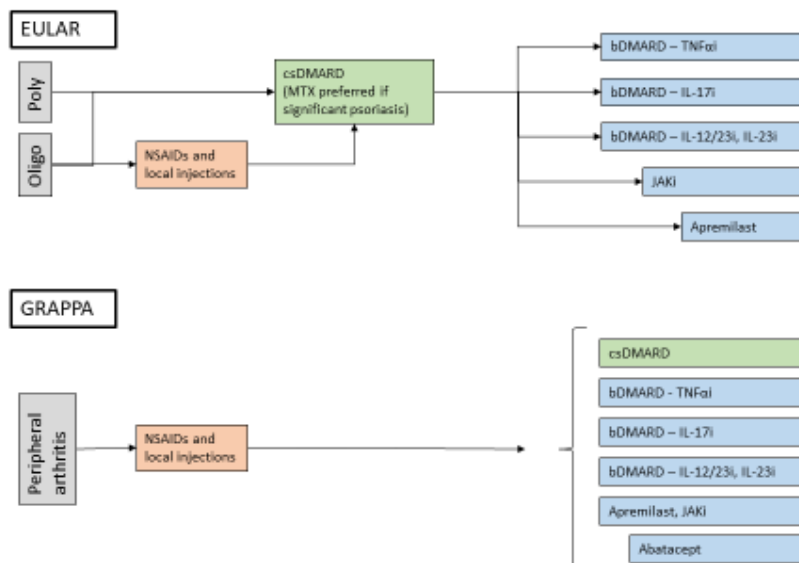 EULAR
Poly
Oligo
NSAIDs and
local injections
csDMARD
(MTX preferred if
significant psoriasis)
bDMARD – TNFαi
bDMARD – IL-17i
bDMARD – IL-12/23i, IL-23i
JAKi
Apremilast
GRAPPA
Peripheral
arthritis
NSAIDs and
local injections
csDMARD
bDMARD - TNFαi
bDMARD – IL-17i
bDMARD – IL-12/23i, IL-23i
Apremilast, JAKi
Abatacept